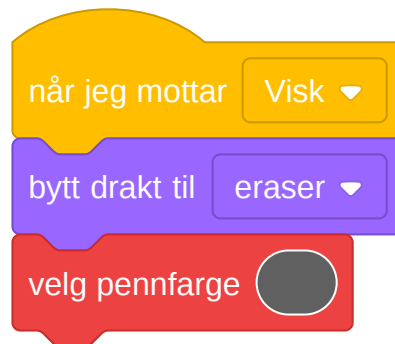 når jeg mottar Visk
bytt drakt til eraser
velg pennfarge